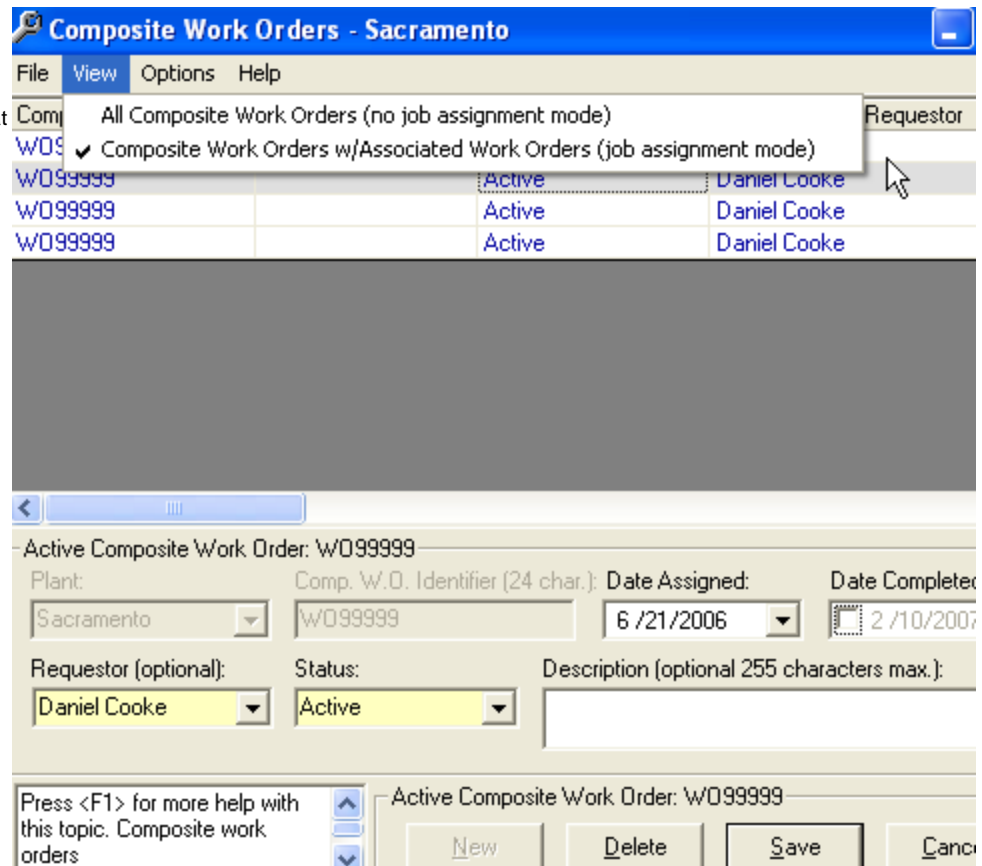 Composite Work Orders - Sacramento
File View Options Help
All Composite Work Orders (no job assignment mode)
Requestor
Composite Work Orders w/Associated Work Orders (job assignment mode)
WO99999 Active Daniel Cooke
WO99999 Active Daniel Cooke
WO99999 Active Daniel Cooke
Active Composite Work Order: WO99999
Plant: Comp. W.O. Identifier (24 char.): Date Assigned: Date Completed
Sacramento WO99999 6 /21/2006 2 /10/2007
Requestor (optional): Status: Description (optional 255 characters max.):
Daniel Cooke Active
Press <F1> for more help with
this topic. Composite work
orders
Active Composite Work Order: WO99999
New Delete Save